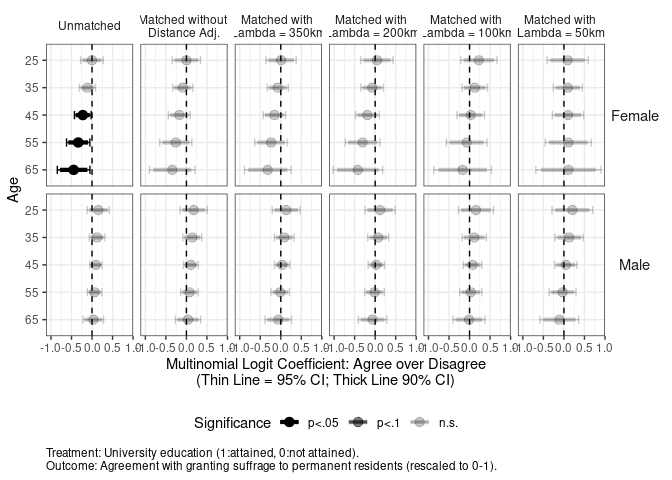 Unmatched
Matched without
Distance Adj.
Matched with
Lambda = 350km
Matched with
Lambda = 200km
Matched with
Lambda = 100km
Matched with
Lambda = 50km
Age
25
35
45
55
65
Female
25
35
45
55
65
Male
-1.0 -0.5 0.0 0.5 1.0
-1.0 -0.5 0.0 0.5 1.0
-1.0 -0.5 0.0 0.5 1.0
-1.0 -0.5 0.0 0.5 1.0
-1.0 -0.5 0.0 0.5 1.0
-1.0 -0.5 0.0 0.5 1.0
Multinomial Logit Coefficient: Agree over Disagree
(Thin Line = 95% CI; Thick Line 90% CI)
Significance p<.05 p<.1 n.s.
Treatment: University education (1:attained, 0:not attained).
Outcome: Agreement with granting suffrage to permanent residents (rescaled to 0-1).